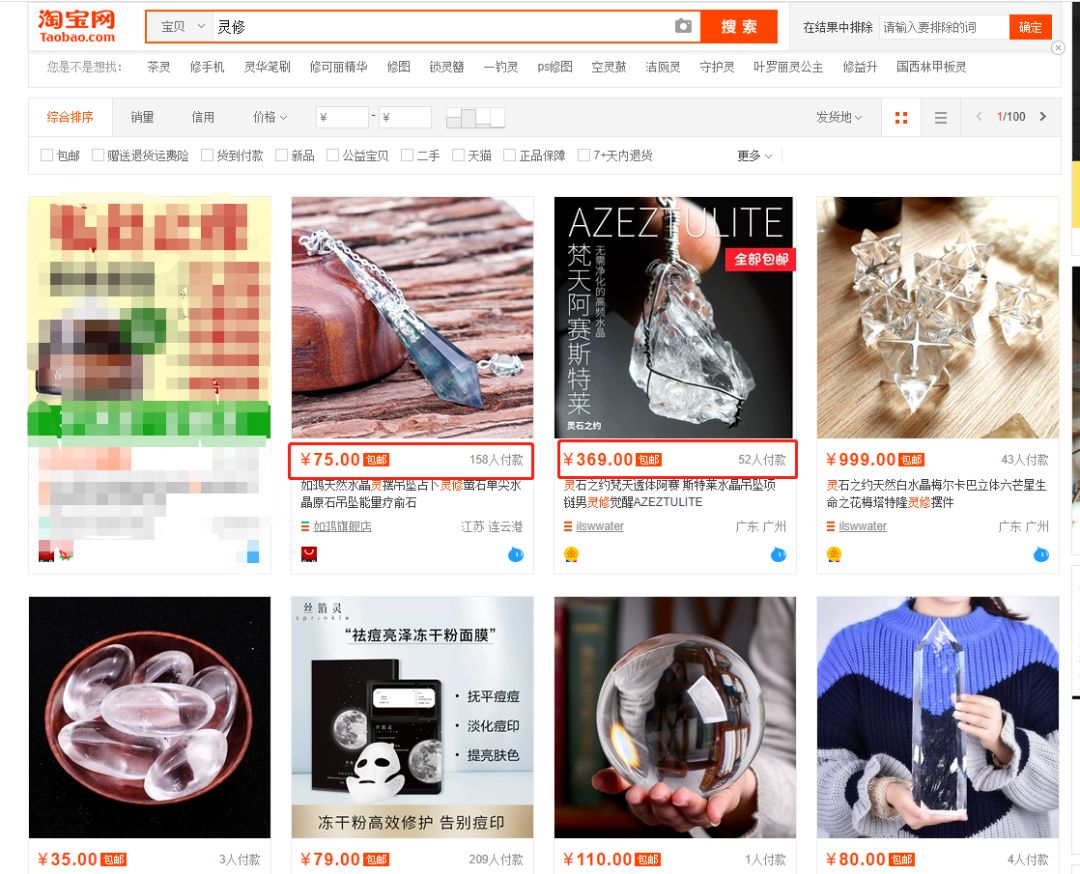 淘宝网
Taobao.com
宝贝
灵修
搜索
在结果中排除
请输入要排除的词
确定
您是不是想找:
茶灵 修手机 灵华笔刷 修可丽精华 修图 锁灵簪 一钓灵 ps修图 空灵鼓 洁厕灵 守护灵 叶罗丽灵公主 修益升 国西林甲板灵
综合排序 销量 信用 价格 ¥ - ¥ 发货地 1/100
包邮 赠送退货运费险 货到付款 新品 公益宝贝 二手 天猫 正品保障 7+天内退货 更多
AZEZTULITE
全部包邮
梵天阿赛斯特莱
无需净化的高频水晶
灵石之约
¥75.00 包邮 158人付款
如鸿天然水晶灵摆吊坠占卜灵修萤石单尖水
晶原石吊坠能量疗俞石
如鸿旗舰店 江苏 连云港
¥369.00 包邮 52人付款
灵石之约梵天透体阿赛 斯特莱水晶吊坠项
链男灵修觉醒AZEZTULITE
ilswwater 广东 广州
¥999.00 包邮 43人付款
灵石之约天然白水晶梅尔卡巴立体六芒星生
命之花梅塔特隆灵修摆件
ilswwater 广东 广州
丝箔灵
sprinkle
“祛痘亮泽冻干粉面膜”
· 抚平痘痘
· 淡化痘印
· 提亮肤色
冻干粉高效修护 告别痘印
¥35.00 包邮 3人付款
¥79.00 包邮 209人付款
¥110.00 包邮 1人付款
¥80.00 包邮 4人付款